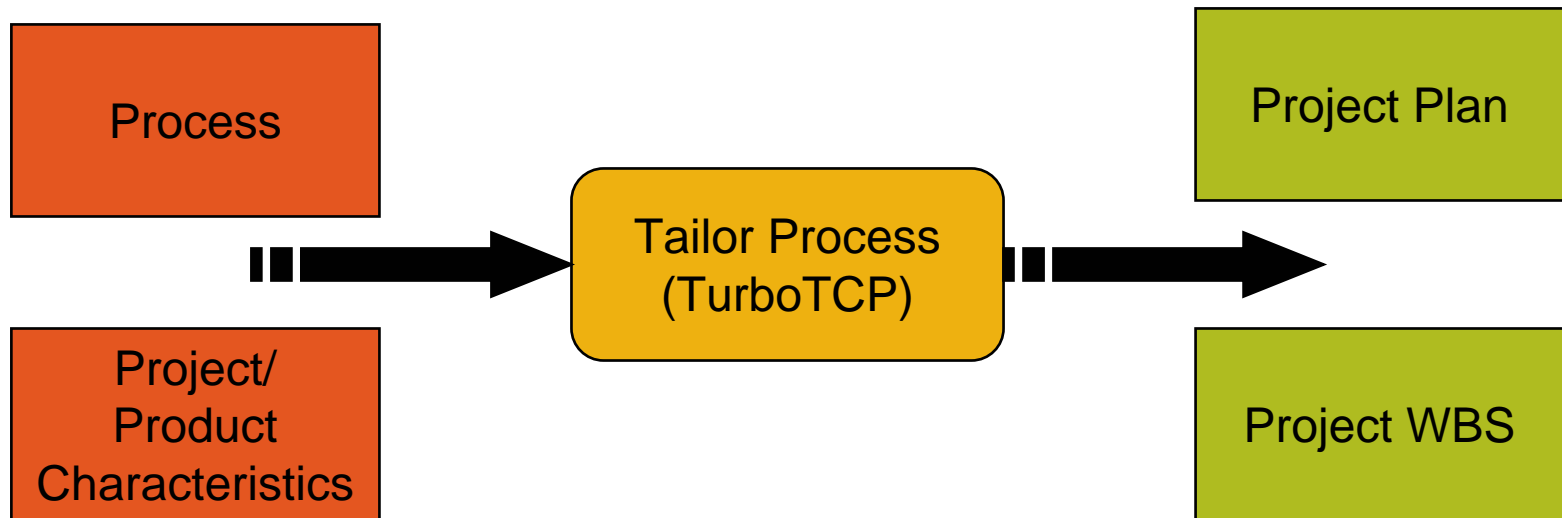 Process
Project/
Product
Characteristics
Tailor Process
(TurboTCP)
Project Plan
Project WBS